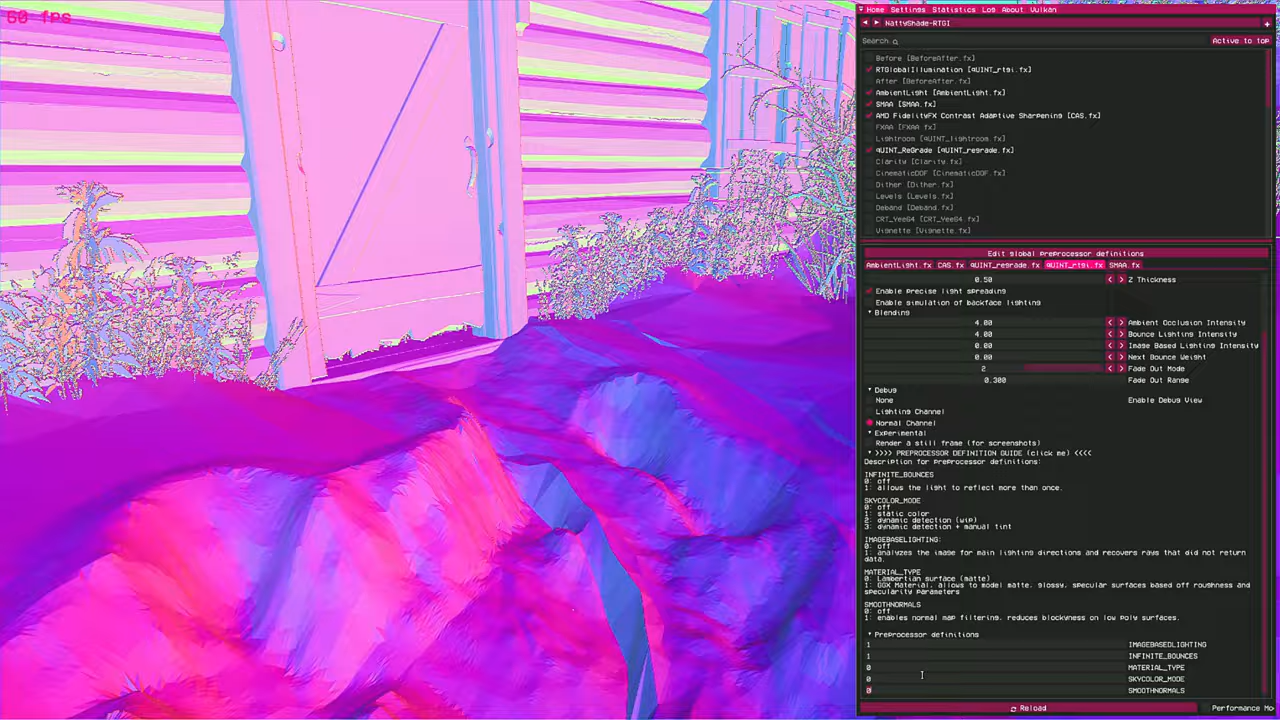 60 fps
Home Settings Statistics Log About Vulkan
NattyShade-RTGI
+
Search
Active to top
Before [BeforeAfter.fx]
RTGlobalIllumination [qUINT_rtgi.fx]
After [BeforeAfter.fx]
AmbientLight [AmbientLight.fx]
SMAA [SMAA.fx]
AMD FidelityFX Contrast Adaptive Sharpening [CAS.fx]
FXAA [FXAA.fx]
Lightroom [qUINT_lightroom.fx]
qUINT_ReGrade [qUINT_regrade.fx]
Clarity [Clarity.fx]
CinematicDOF [CinematicDOF.fx]
Dither [Dither.fx]
Levels [Levels.fx]
Deband [Deband.fx]
CRT_Yee64 [CRT_Yee64.fx]
Vignette [Vignette.fx]
Edit global preprocessor definitions
AmbientLight.fx CAS.fx qUINT_regrade.fx qUINT_rtgi.fx SMAA.fx
0.50 < > Z Thickness
Enable precise light spreading
Enable simulation of backface lighting
Blending
4.00 < > Ambient Occlusion Intensity
4.00 < > Bounce Lighting Intensity
0.00 < > Image Based Lighting Intensity
0.00 < > Next Bounce Weight
2 < > Fade Out Mode
0.300 Fade Out Range
Debug
None Enable Debug View
Lighting Channel
Normal Channel
Experimental
Render a still frame (for screenshots)
>>>> PREPROCESSOR DEFINITION GUIDE (click me) <<<<
Description for preprocessor definitions:
INFINITE_BOUNCES
0: off
1: allows the light to reflect more than once.
SKYCOLOR_MODE
0: off
1: static color
2: dynamic detection (wip)
3: dynamic detection + manual tint
IMAGEBASELIGHTING:
0: off
1: analyzes the image for main lighting directions and recovers rays that did not return
data.
MATERIAL_TYPE
0: Lambertian surface (matte)
1: GGX Material, allows to model matte, glossy, specular surfaces based off roughness and
specularity parameters
SMOOTHNORMALS
0: off
1: enables normal map filtering, reduces blockyness on low poly surfaces.
Preprocessor definitions
1 IMAGEBASEDLIGHTING
1 INFINITE_BOUNCES
0 MATERIAL_TYPE
0 SKYCOLOR_MODE
0 SMOOTHNORMALS
Reload
Performance Mo